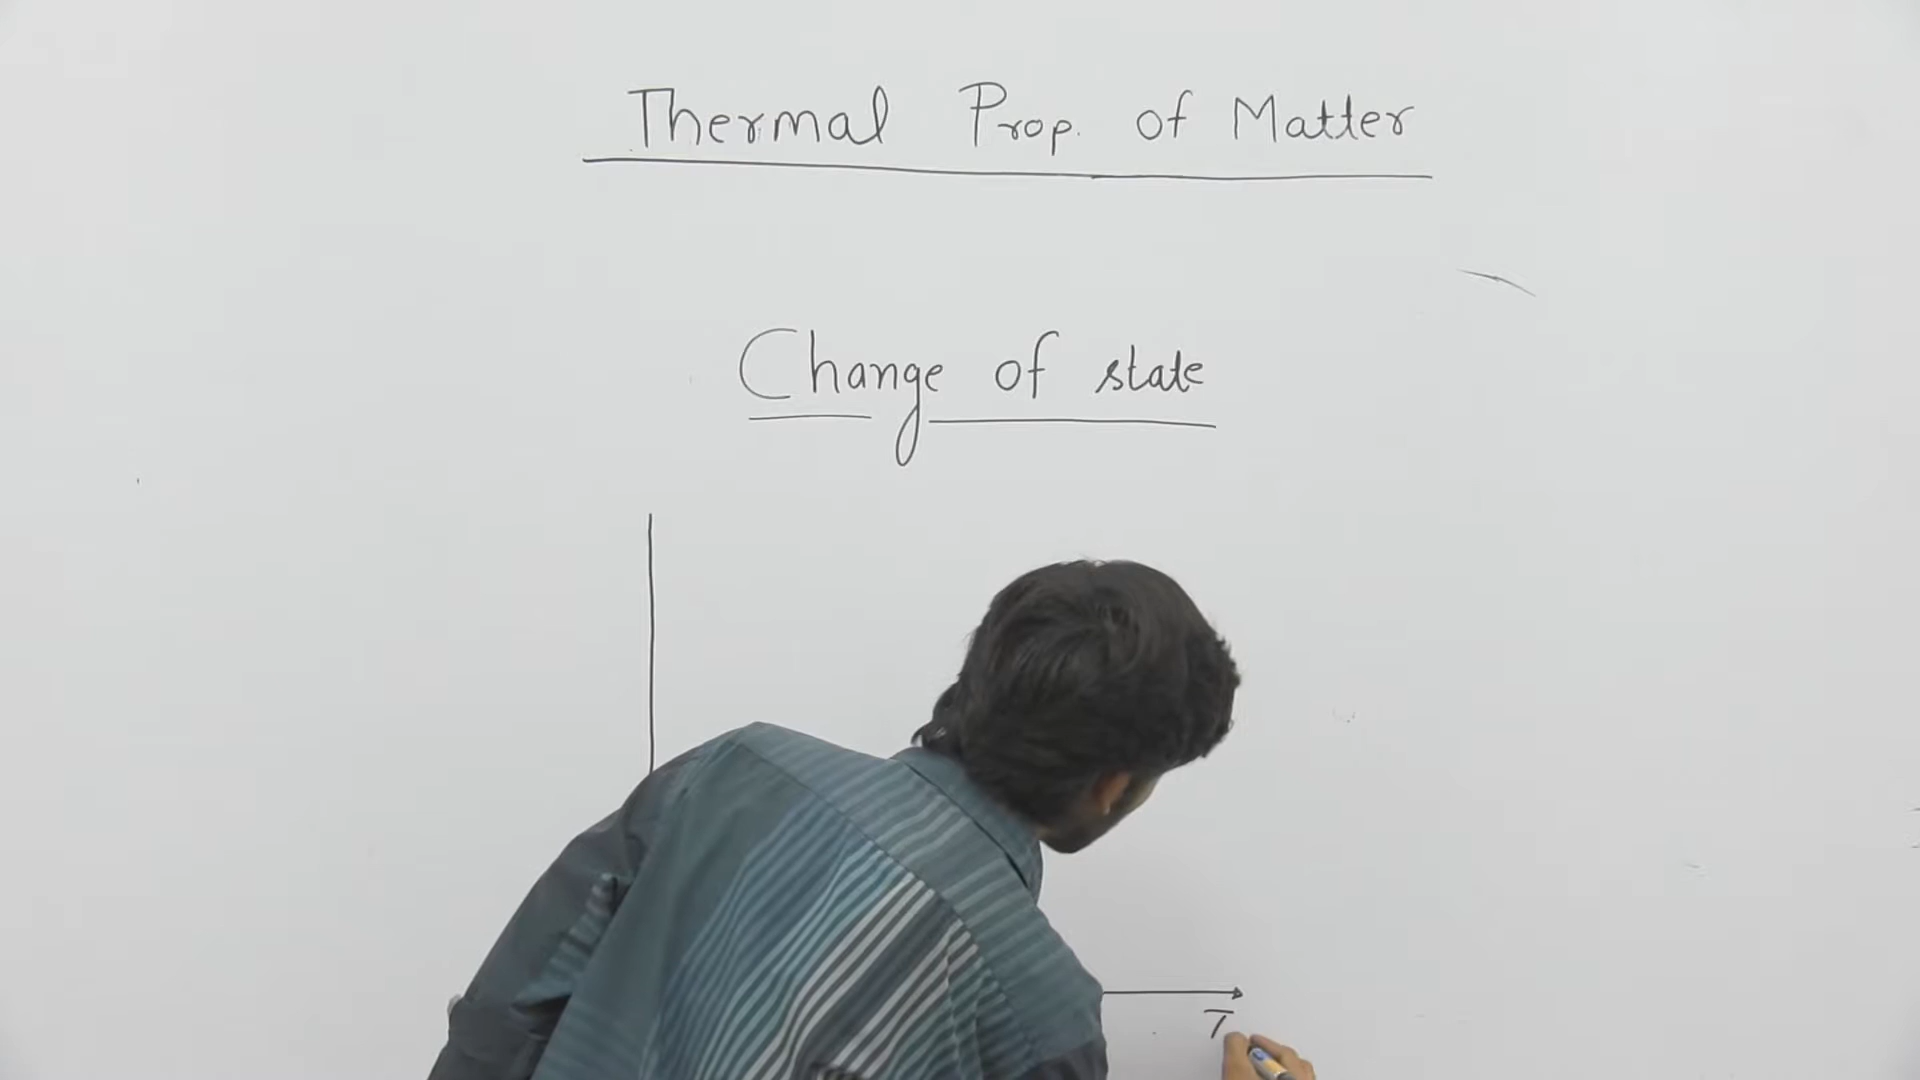 Thermal Prop. of Matter
Change of state
T